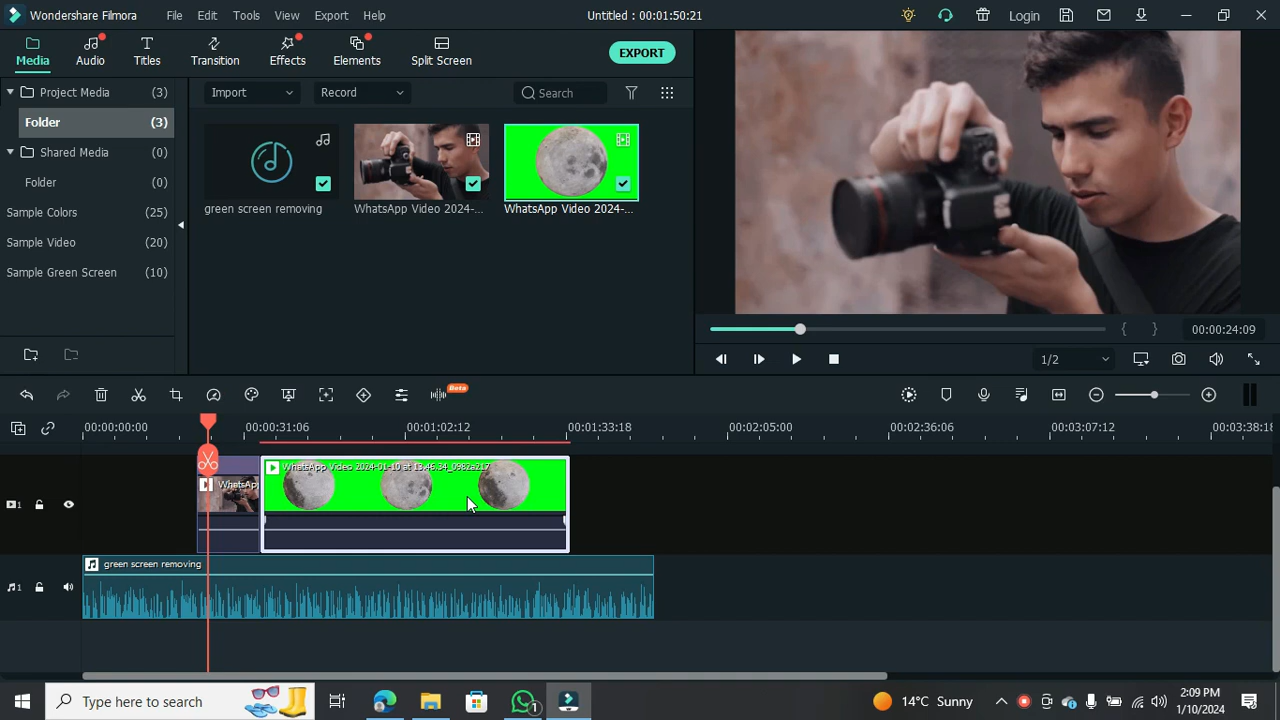 Wondershare Filmora File Edit Tools View Export Help Untitled : 00:01:50:21 Login
Media Audio Titles Transition Effects Elements Split Screen EXPORT
Project Media (3)
Folder (3)
Shared Media (0)
Folder (0)
Sample Colors (25)
Sample Video (20)
Sample Green Screen (10)
Import Record Search
green screen removing WhatsApp Video 2024-... WhatsApp Video 2024-...
00:00:24:09
1/2
Beta
00:00:00:00 00:00:31:06 00:01:02:12 00:01:33:18 00:02:05:00 00:02:36:06 00:03:07:12 00:03:38:18
WhatsApp Video 2024-01-10 at 13.46.34_0982a217
WhatsApp
1
green screen removing
1
Type here to search 1 14°C Sunny 2:09 PM
1/10/2024